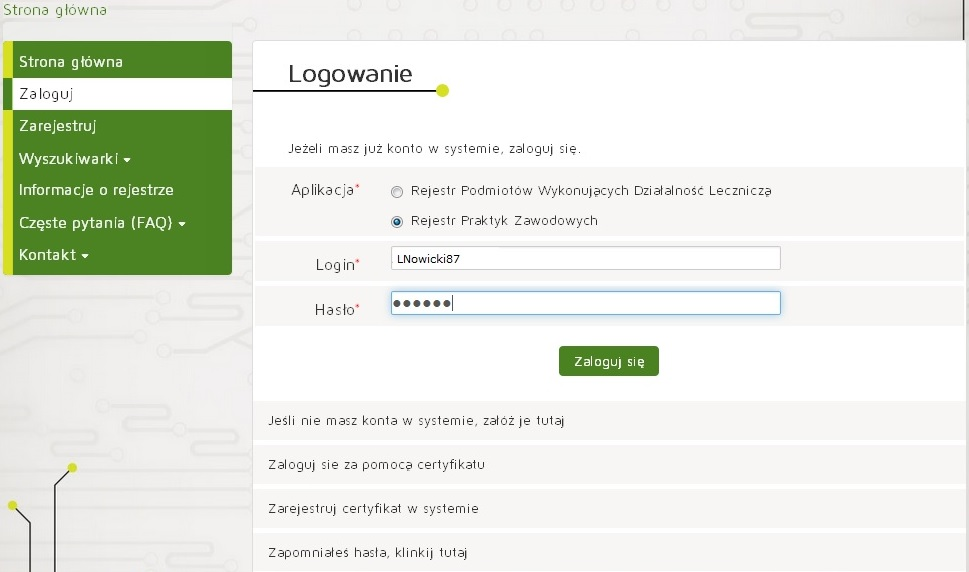 Strona główna
Strona główna
Zaloguj
Zarejestruj
Wyszukiwarki
Informacje o rejestrze
Częste pytania (FAQ)
Kontakt
Logowanie
Jeżeli masz już konto w systemie, zaloguj się.
Aplikacja*
Rejestr Podmiotów Wykonujących Działalność Leczniczą
Rejestr Praktyk Zawodowych
Login*
LNowicki87
Hasło*
●●●●●●
Zaloguj się
Jeśli nie masz konta w systemie, załóż je tutaj
Zaloguj sie za pomocą certyfikatu
Zarejestruj certyfikat w systemie
Zapomniałeś hasła, klinkij tutaj